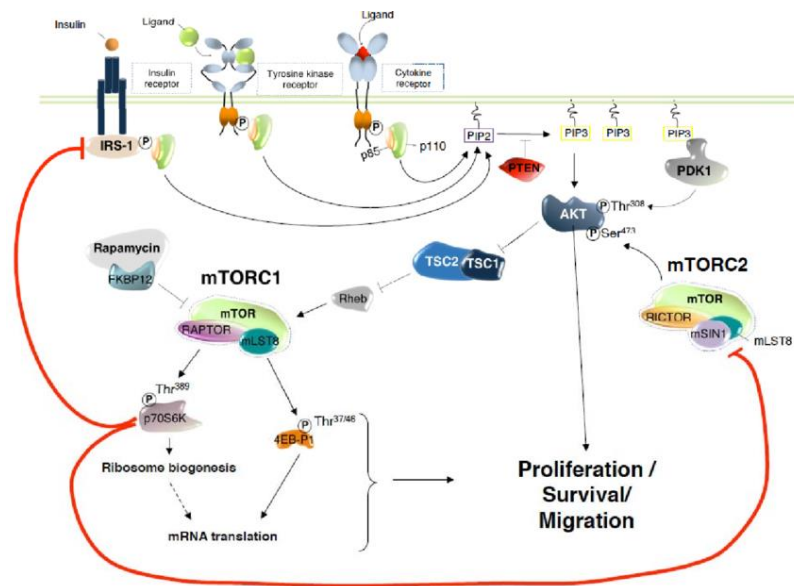 Insulin
Ligand
Ligand
Insulin
receptor
Tyrosine kinase
receptor
Cytokine
receptor
IRS-1
P
P
P
p85
p110
PIP2
PIP3
PIP3
PIP3
PTEN
PDK1
AKT
P Thr308
P Ser473
Rapamycin
FKBP12
mTORC1
mTOR
RAPTOR
mLST8
Rheb
TSC2
TSC1
mTORC2
mTOR
RICTOR
mSIN1
mLST8
P Thr389
p70S6K
P Thr37/46
4EB-P1
Ribosome biogenesis
mRNA translation
Proliferation /
Survival/
Migration